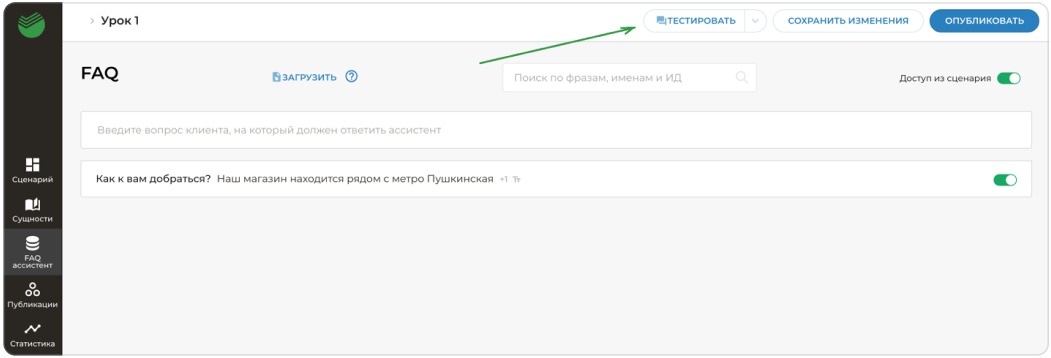 Урок 1
ТЕСТИРОВАТЬ
СОХРАНИТЬ ИЗМЕНЕНИЯ
ОПУБЛИКОВАТЬ
FAQ
ЗАГРУЗИТЬ
Поиск по фразам, именам и ИД
Доступ из сценария
Введите вопрос клиента, на который должен ответить ассистент
Как к вам добраться? Наш магазин находится рядом с метро Пушкинская +1 Тт
Сценарий
Сущности
FAQ
ассистент
Публикации
Статистика